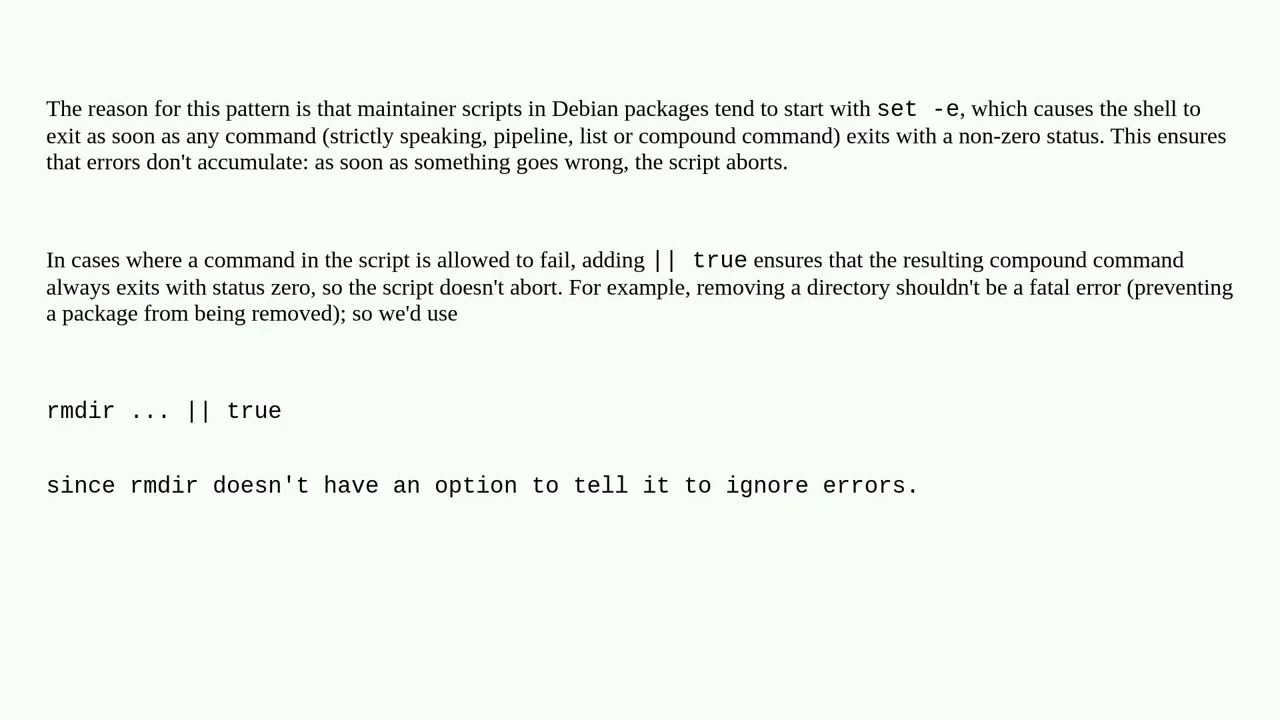 The reason for this pattern is that maintainer scripts in Debian packages tend to start with set -e, which causes the shell to
exit as soon as any command (strictly speaking, pipeline, list or compound command) exits with a non-zero status. This ensures
that errors don't accumulate: as soon as something goes wrong, the script aborts.
In cases where a command in the script is allowed to fail, adding || true ensures that the resulting compound command
always exits with status zero, so the script doesn't abort. For example, removing a directory shouldn't be a fatal error (preventing
a package from being removed); so we'd use
rmdir ... || true
since rmdir doesn't have an option to tell it to ignore errors.